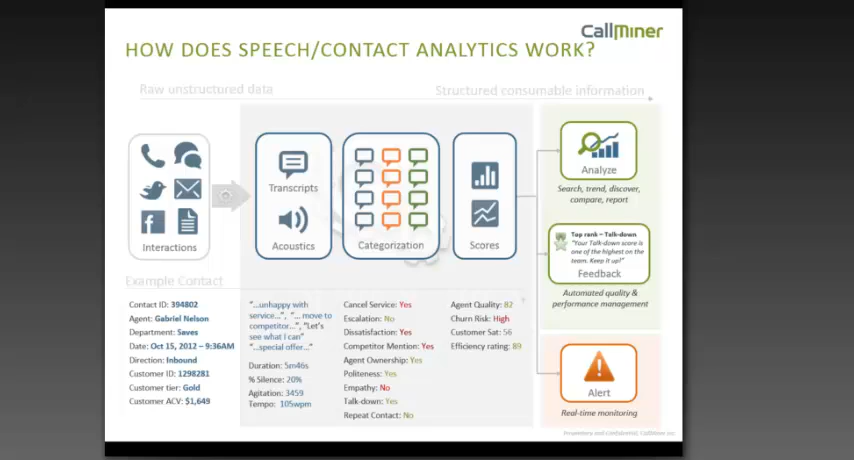 CallMiner
HOW DOES SPEECH/CONTACT ANALYTICS WORK?
Raw unstructured data
Structured consumable information
Interactions
Transcripts
Acoustics
Categorization
Scores
Analyze
Search, trend, discover,
compare, report
Top rank – Talk-down
"Your Talk-down score is
one of the highest on the
team. Keep it up!"
Feedback
Automated quality &
performance management
Alert
Real-time monitoring
Example Contact
Contact ID: 394802
Agent: Gabriel Nelson
Department: Saves
Date: Oct 15, 2012 – 9:36AM
Direction: Inbound
Customer ID: 1298281
Customer tier: Gold
Customer ACV: $1,649
"...unhappy with
service...", "... move to
competitor...", "Let's
see what I can"
"...special offer..."
Duration: 5m46s
% Silence: 20%
Agitation: 3459
Tempo: 105wpm
Cancel Service: Yes
Escalation: No
Dissatisfaction: Yes
Competitor Mention: Yes
Agent Ownership: Yes
Politeness: Yes
Empathy: No
Talk-down: Yes
Repeat Contact: No
Agent Quality: 82
Churn Risk: High
Customer Sat: 56
Efficiency rating: 89
Proprietary and Confidential, CallMiner